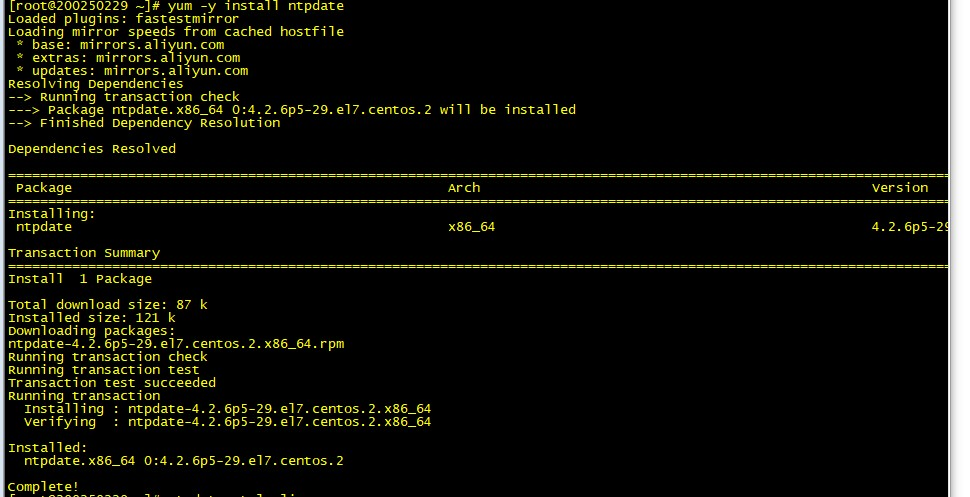 [root@200250229 ~]# yum -y install ntpdate
Loaded plugins: fastestmirror
Loading mirror speeds from cached hostfile
 * base: mirrors.aliyun.com
 * extras: mirrors.aliyun.com
 * updates: mirrors.aliyun.com
Resolving Dependencies
--> Running transaction check
---> Package ntpdate.x86_64 0:4.2.6p5-29.el7.centos.2 will be installed
--> Finished Dependency Resolution
Dependencies Resolved
Package Arch Version
Installing:
ntpdate x86_64 4.2.6p5-29
Transaction Summary
Install  1 Package
Total download size: 87 k
Installed size: 121 k
Downloading packages:
ntpdate-4.2.6p5-29.el7.centos.2.x86_64.rpm
Running transaction check
Running transaction test
Transaction test succeeded
Running transaction
  Installing : ntpdate-4.2.6p5-29.el7.centos.2.x86_64
  Verifying  : ntpdate-4.2.6p5-29.el7.centos.2.x86_64
Installed:
  ntpdate.x86_64 0:4.2.6p5-29.el7.centos.2
Complete!